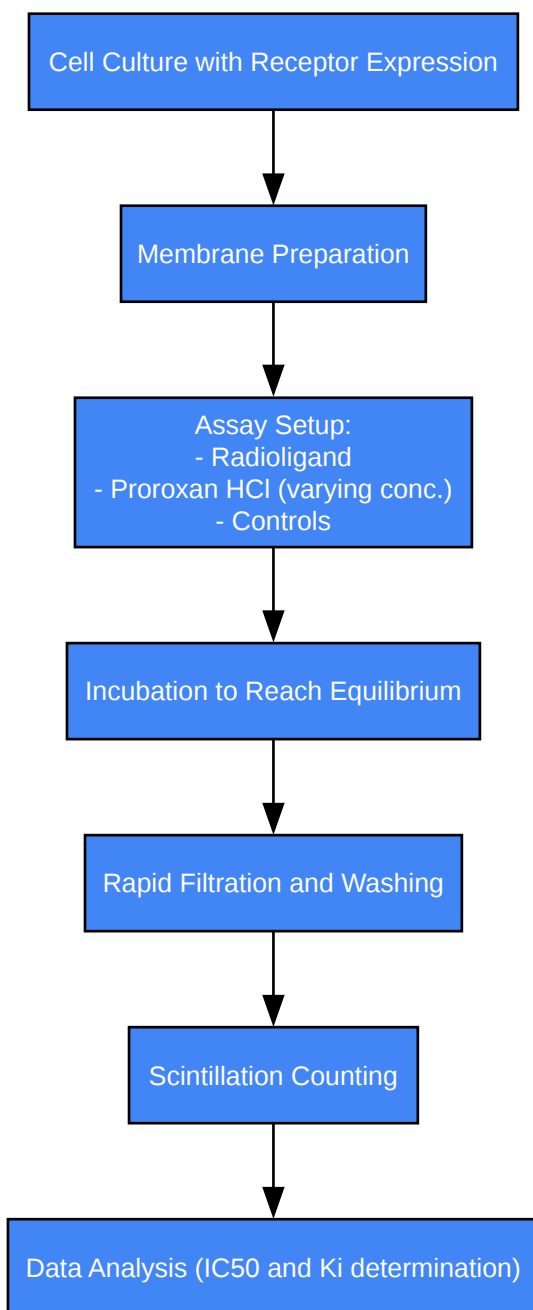 Cell Culture with Receptor Expression
Membrane Preparation
Assay Setup:
- Radioligand
- Proroxan HCl (varying conc.)
- Controls
Incubation to Reach Equilibrium
Rapid Filtration and Washing
Scintillation Counting
Data Analysis (IC50 and Ki determination)